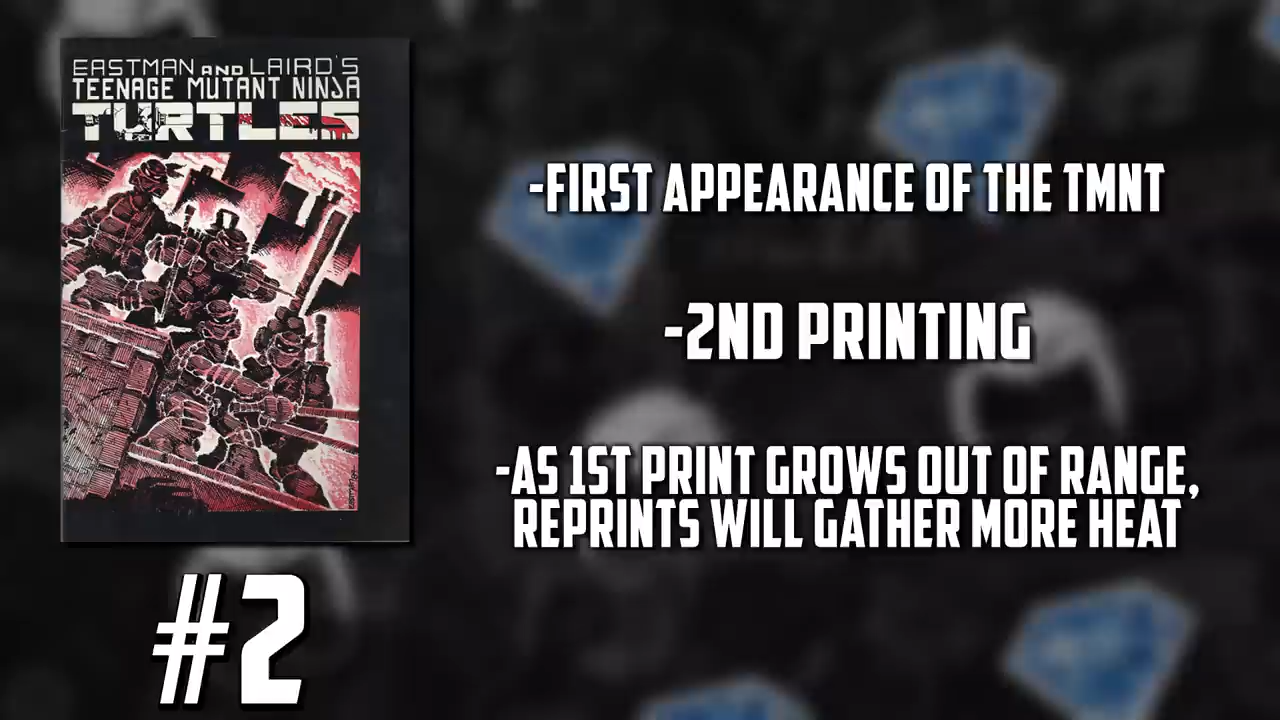 EASTMAN AND LAIRD'S
TEENAGE MUTANT NINJA
TURTLES
-FIRST APPEARANCE OF THE TMNT
-2ND PRINTING
-AS 1ST PRINT GROWS OUT OF RANGE,
REPRINTS WILL GATHER MORE HEAT
#2